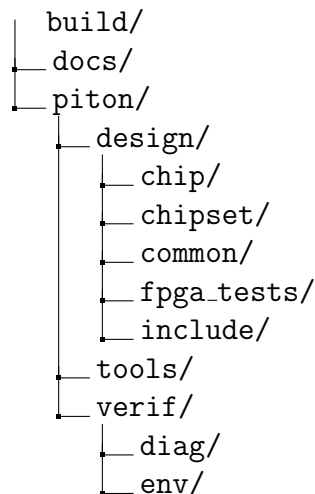 build/
docs/
piton/
design/
chip/
chipset/
common/
fpga_tests/
include/
tools/
verif/
diag/
env/